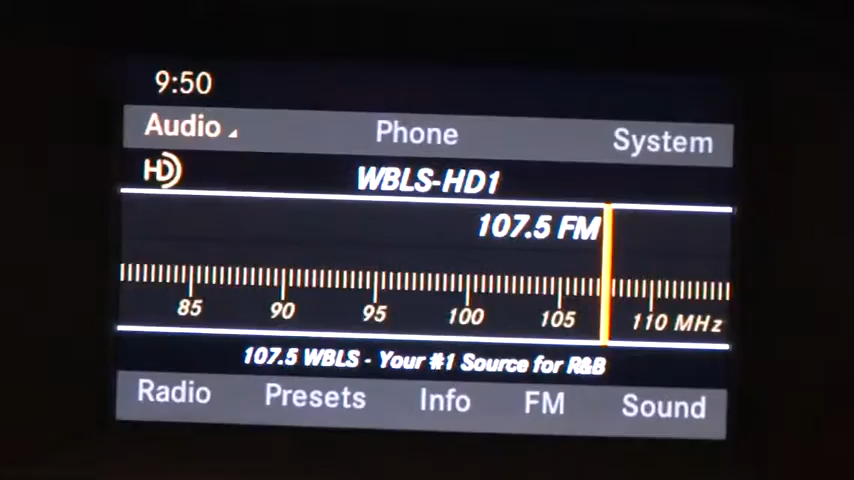 9:50
Audio Phone System
HD WBLS-HD1
107.5 FM
85 90 95 100 105 110 MHz
107.5 WBLS - Your #1 Source for R&B
Radio Presets Info FM Sound